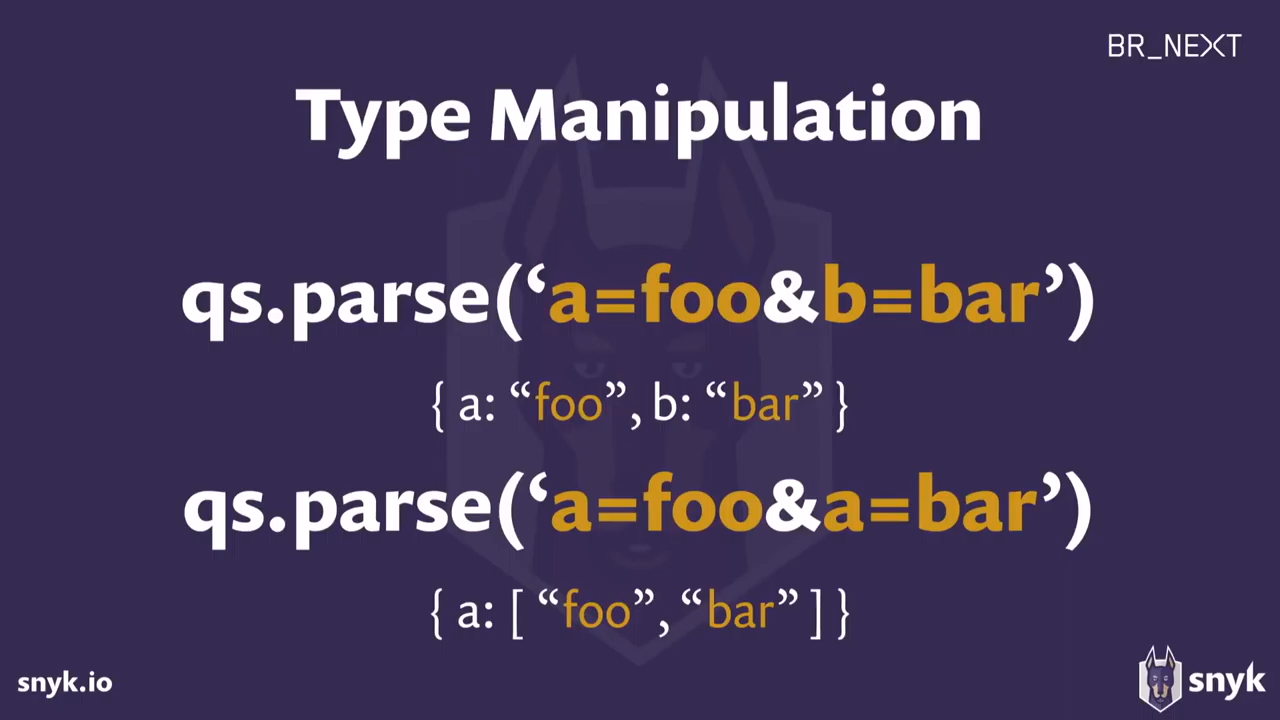 BR_NEXT
Type Manipulation
qs.parse(‘a=foo&b=bar’)
{ a: “foo”, b: “bar” }
qs.parse(‘a=foo&a=bar’)
{ a: [ “foo”, “bar” ] }
snyk.io
snyk